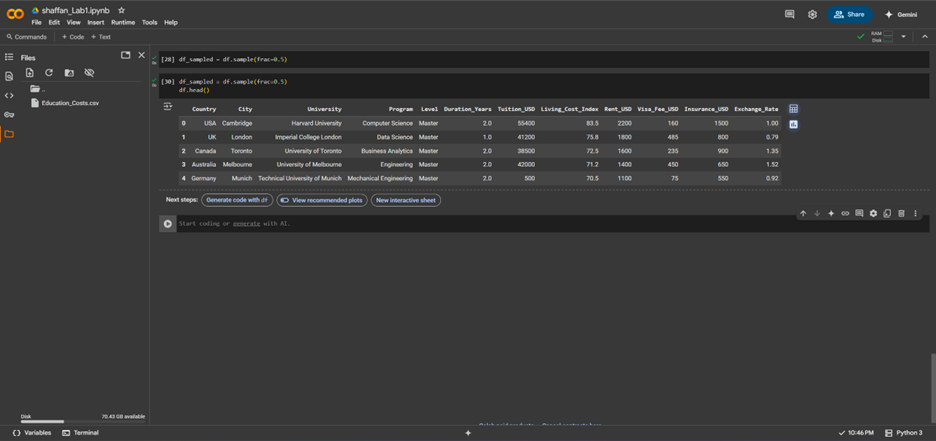 shaffan_Lab1.ipynb
File Edit View Insert Runtime Tools Help
Share
Gemini
Commands + Code + Text
RAM
Disk
Files
..
Education_Costs.csv
[28] df_sampled = df.sample(frac=0.5)
[30] df_sampled = df.sample(frac=0.5)
df.head()
Country City University Program Level Duration_Years Tuition_USD Living_Cost_Index Rent_USD Visa_Fee_USD Insurance_USD Exchange_Rate
0 USA Cambridge Harvard University Computer Science Master 2.0 55400 83.5 2200 160 1500 1.00
1 UK London Imperial College London Data Science Master 1.0 41200 75.8 1800 485 800 0.79
2 Canada Toronto University of Toronto Business Analytics Master 2.0 38500 72.5 1600 235 900 1.35
3 Australia Melbourne University of Melbourne Engineering Master 2.0 42000 71.2 1400 450 650 1.52
4 Germany Munich Technical University of Munich Mechanical Engineering Master 2.0 500 70.5 1100 75 550 0.92
Next steps: Generate code with df View recommended plots New interactive sheet
Start coding or generate with AI.
Disk 70.43 GB available
Variables Terminal 10:46 PM Python 3